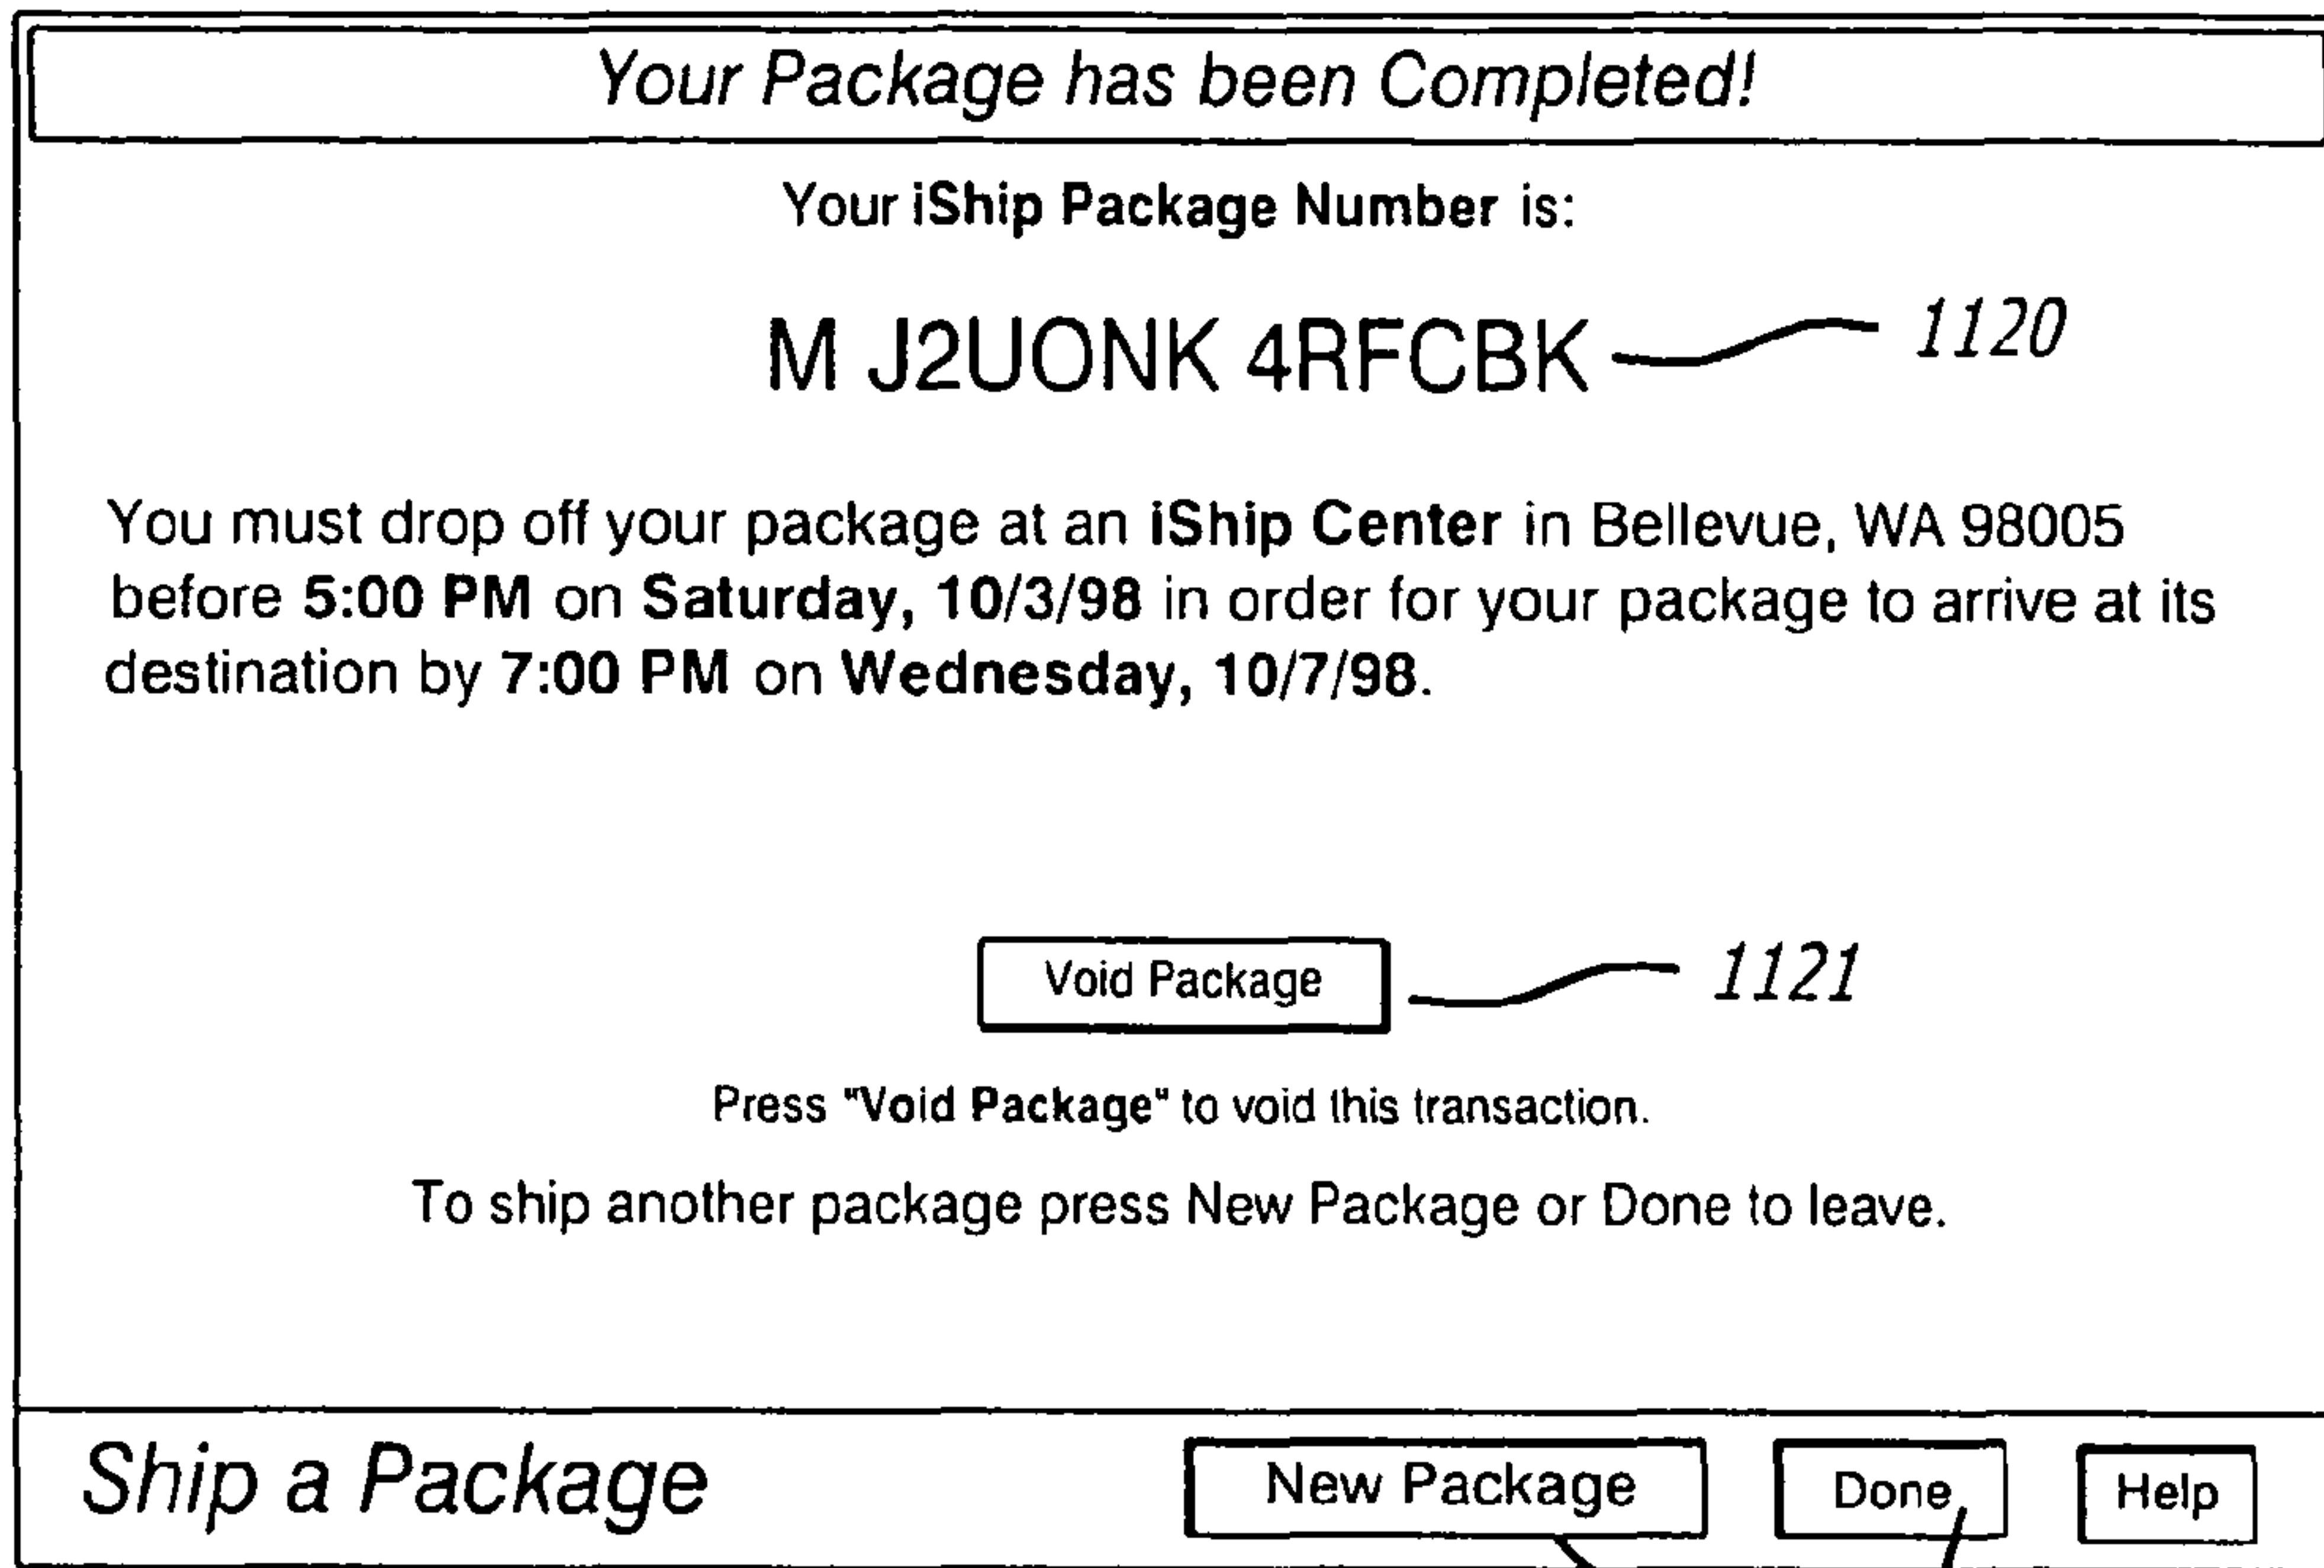 Your Package has been Completed!
Your iShip Package Number is:
M J2UONK 4RFCBK 1120
You must drop off your package at an iShip Center in Bellevue, WA 98005
before 5:00 PM on Saturday, 10/3/98 in order for your package to arrive at its
destination by 7:00 PM on Wednesday, 10/7/98.
Void Package 1121
Press "Void Package" to void this transaction.
To ship another package press New Package or Done to leave.
Ship a Package New Package Done Help